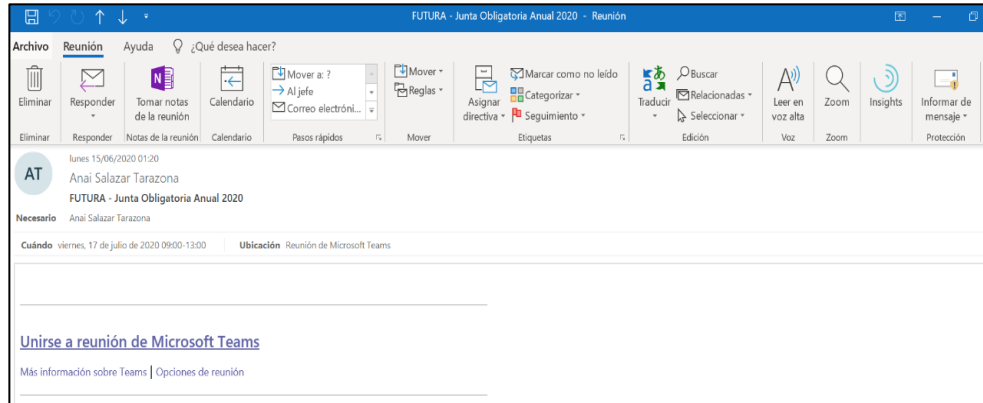 FUTURA - Junta Obligatoria Anual 2020 - Reunión
Archivo Reunión Ayuda ¿Qué desea hacer?
Eliminar
Responder
Tomar notas
de la reunión
Calendario
Mover a: ?
Al jefe
Correo electróni...
Mover
Reglas
Asignar
directiva
Marcar como no leído
Categorizar
Seguimiento
Traducir
Buscar
Relacionadas
Seleccionar
Leer en
voz alta
Zoom
Insights
Informar de
mensaje
Eliminar Responder Notas de la reunión Calendario Pasos rápidos Mover Etiquetas Edición Voz Zoom Protección
lunes 15/06/2020 01:20
AT
Anai Salazar Tarazona
FUTURA - Junta Obligatoria Anual 2020
Necesario Anai Salazar Tarazona
Cuándo viernes, 17 de julio de 2020 09:00-13:00 Ubicación Reunión de Microsoft Teams
Unirse a reunión de Microsoft Teams
Más información sobre Teams | Opciones de reunión